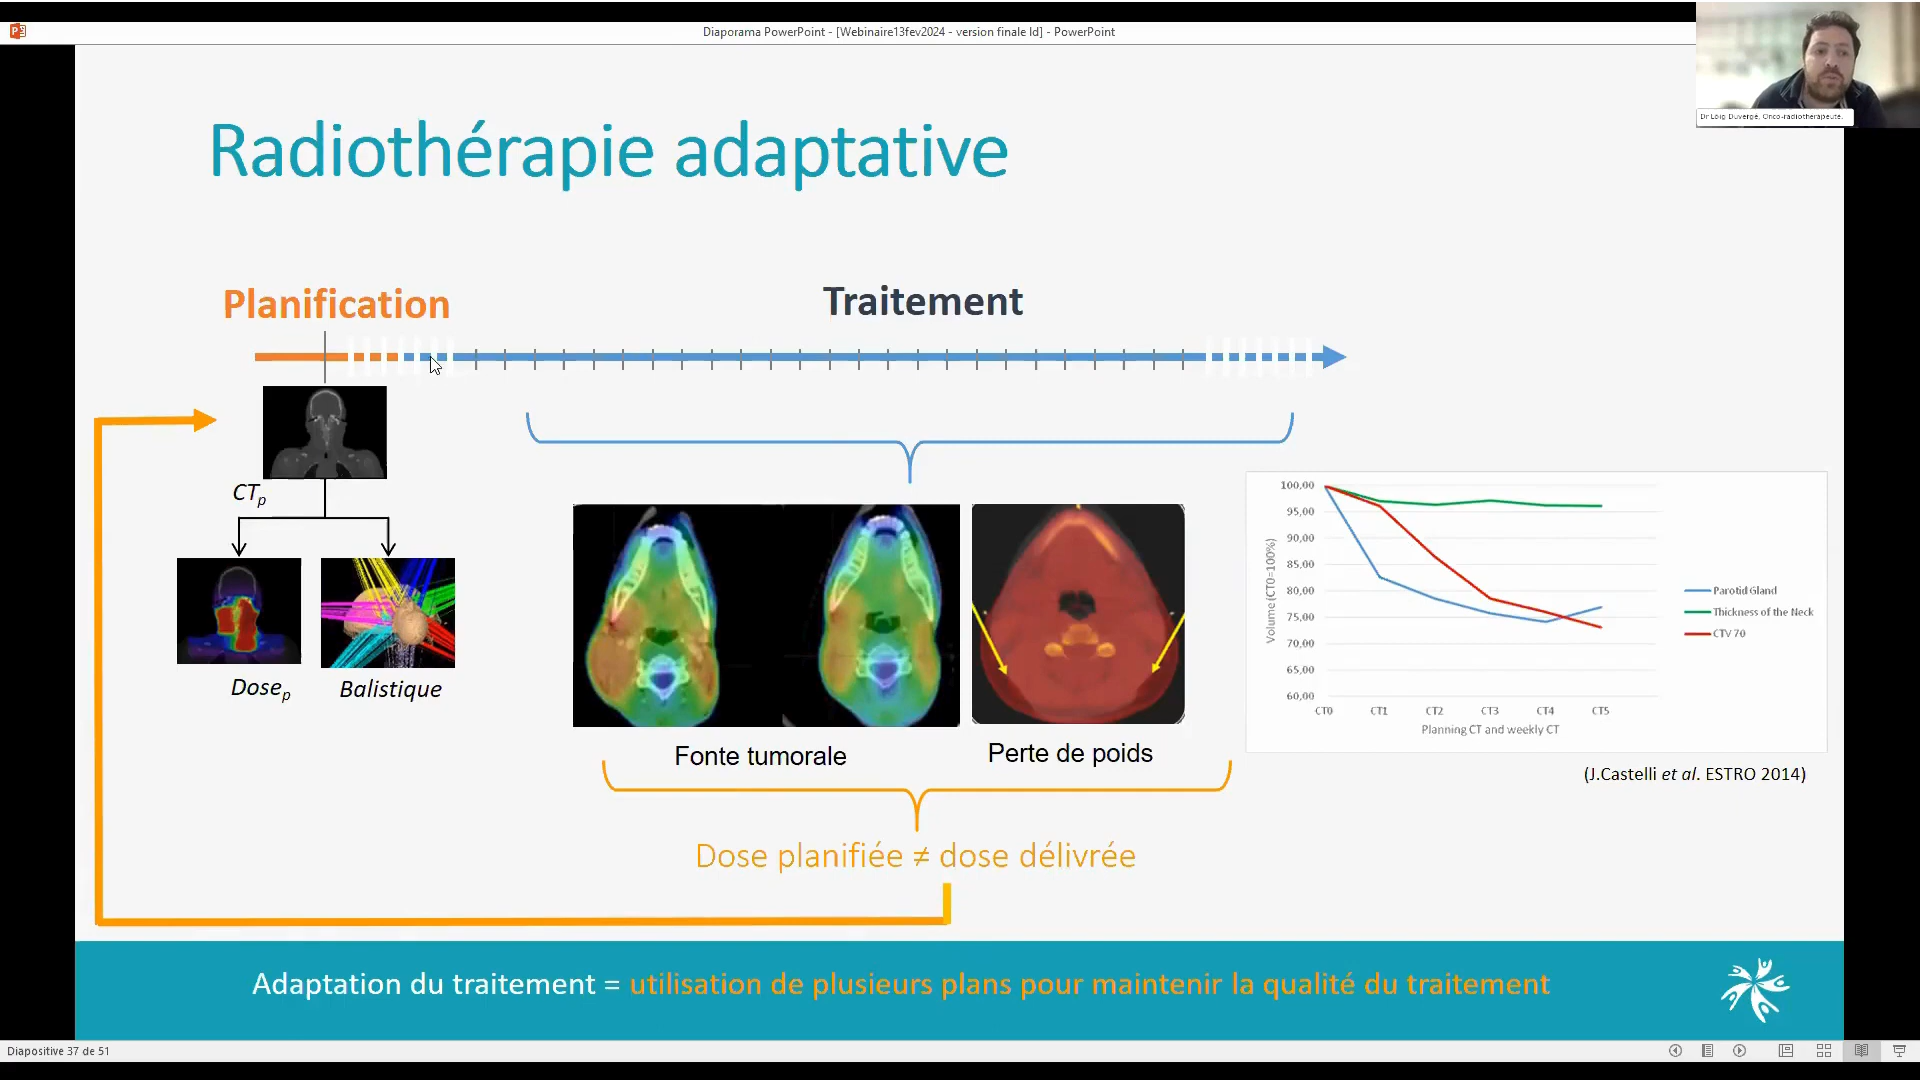 Diaporama PowerPoint - [Webinaire13fev2024 - version finale ld] - PowerPoint
Dr Loïg Duvergé, Onco-radiothérapeute.
Radiothérapie adaptative
Planification
Traitement
CTp
Dosep
Balistique
Fonte tumorale
Perte de poids
Volume (CT0=100%)
100,00
95,00
90,00
85,00
80,00
75,00
70,00
65,00
60,00
CT0 CT1 CT2 CT3 CT4 CT5
Planning CT and weekly CT
Parotid Gland
Thickness of the Neck
CTV 70
(J.Castelli et al. ESTRO 2014)
Dose planifiée ≠ dose délivrée
Adaptation du traitement = utilisation de plusieurs plans pour maintenir la qualité du traitement
Diapositive 37 de 51